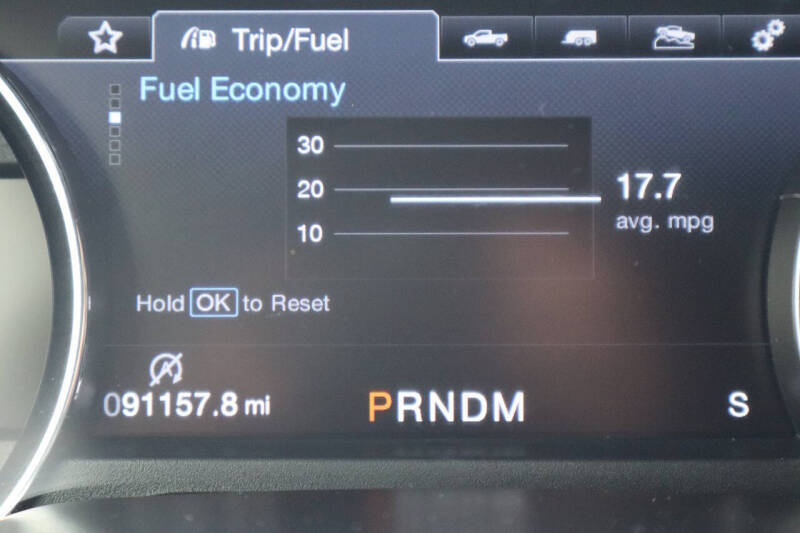 Trip/Fuel
Fuel Economy
30
20
10
17.7
avg. mpg
Hold OK to Reset
A
091157.8 mi
PRNDM
S